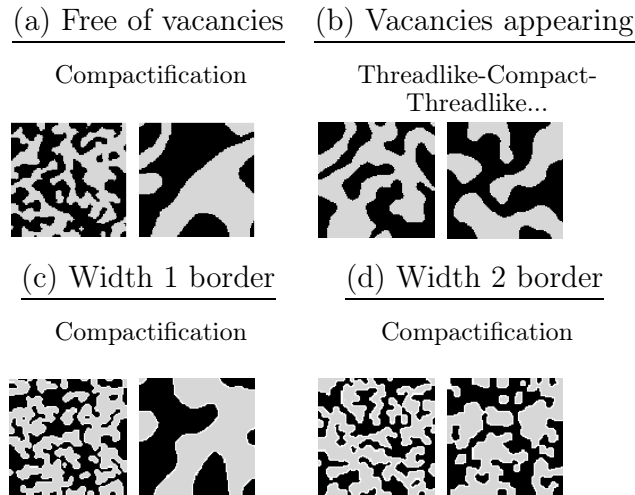 (a) Free of vacancies
Compactification
(b) Vacancies appearing
Threadlike-Compact-
Threadlike...
(c) Width 1 border
Compactification
(d) Width 2 border
Compactification